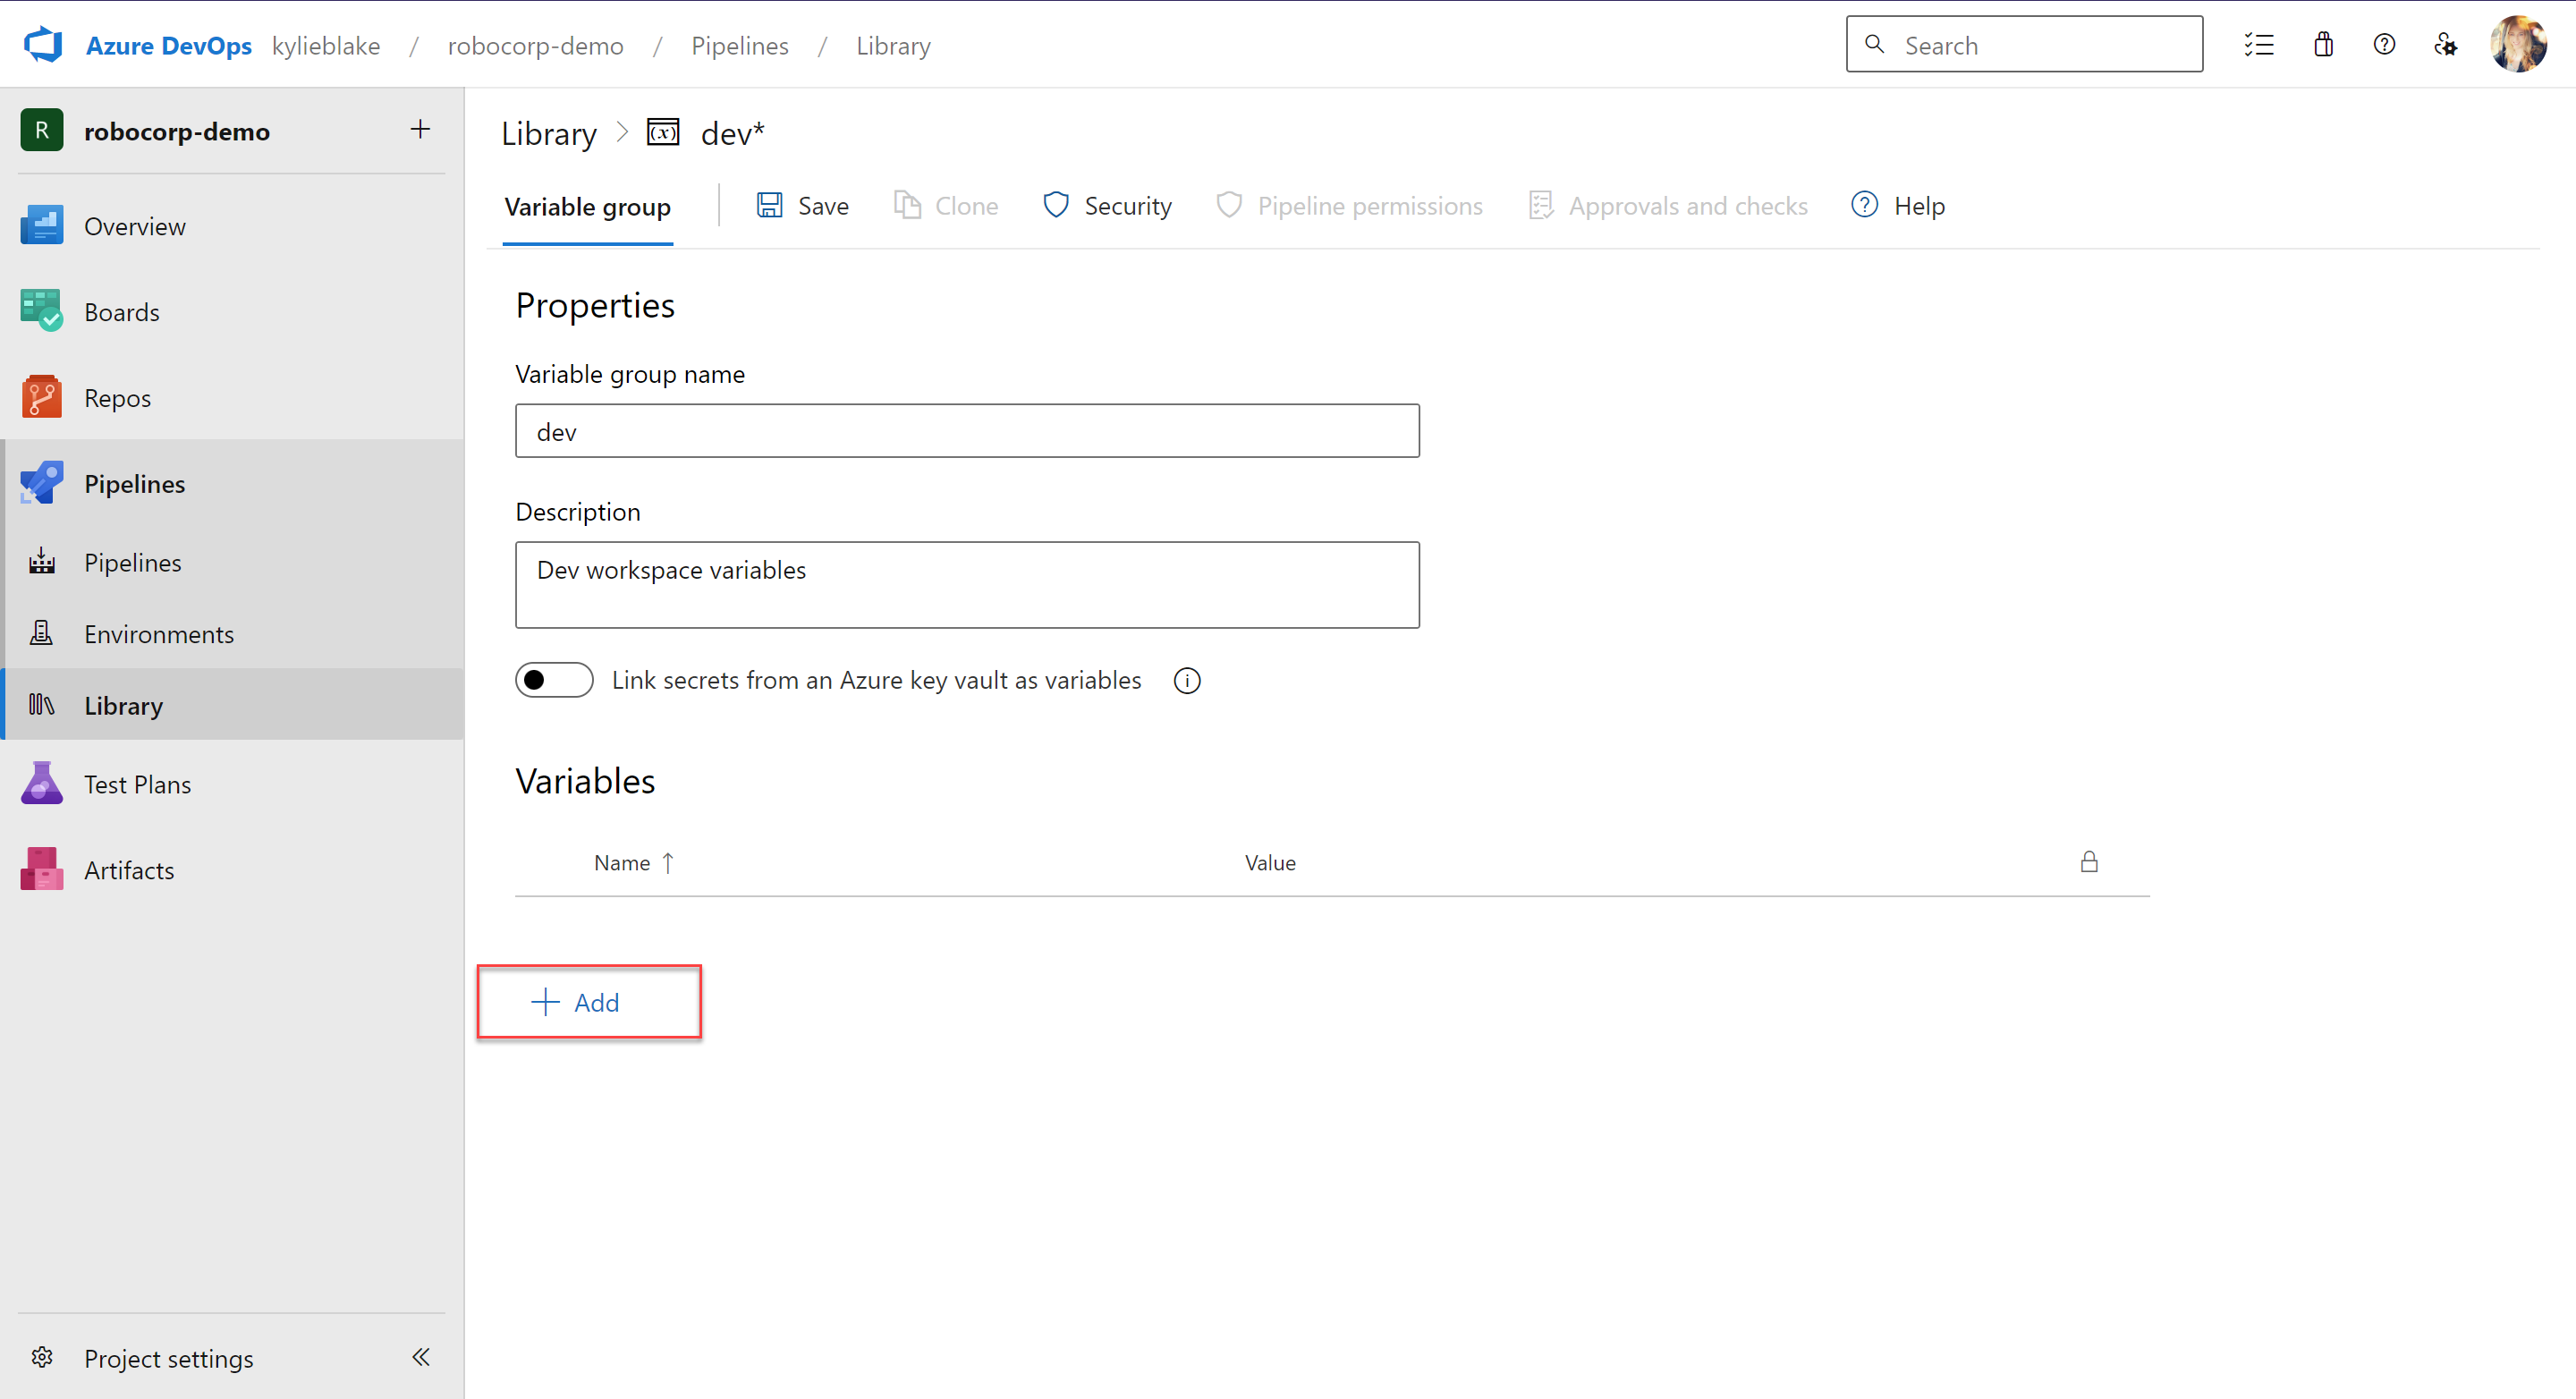 Azure DevOps kylieblake / robocorp-demo / Pipelines / Library
Search
R robocorp-demo
Overview
Boards
Repos
Pipelines
Pipelines
Environments
Library
Test Plans
Artifacts
Project settings
Library > (x) dev*
Variable group
Save
Clone
Security
Pipeline permissions
Approvals and checks
Help
Properties
Variable group name
dev
Description
Dev workspace variables
Link secrets from an Azure key vault as variables
Variables
Name ↑ Value
+ Add